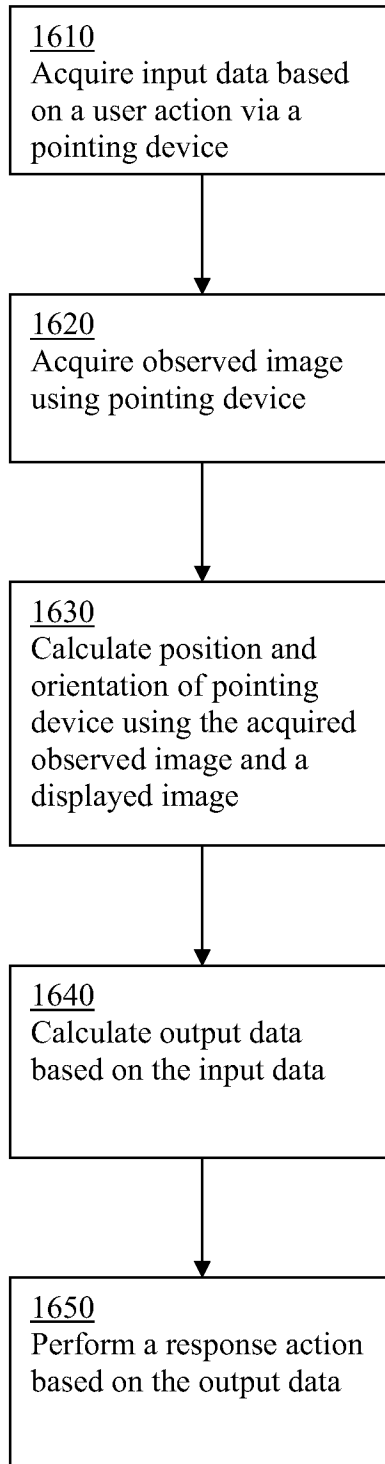 1610
Acquire input data based
on a user action via a
pointing device
1620
Acquire observed image
using pointing device
1630
Calculate position and
orientation of pointing
device using the acquired
observed image and a
displayed image
1640
Calculate output data
based on the input data
1650
Perform a response action
based on the output data